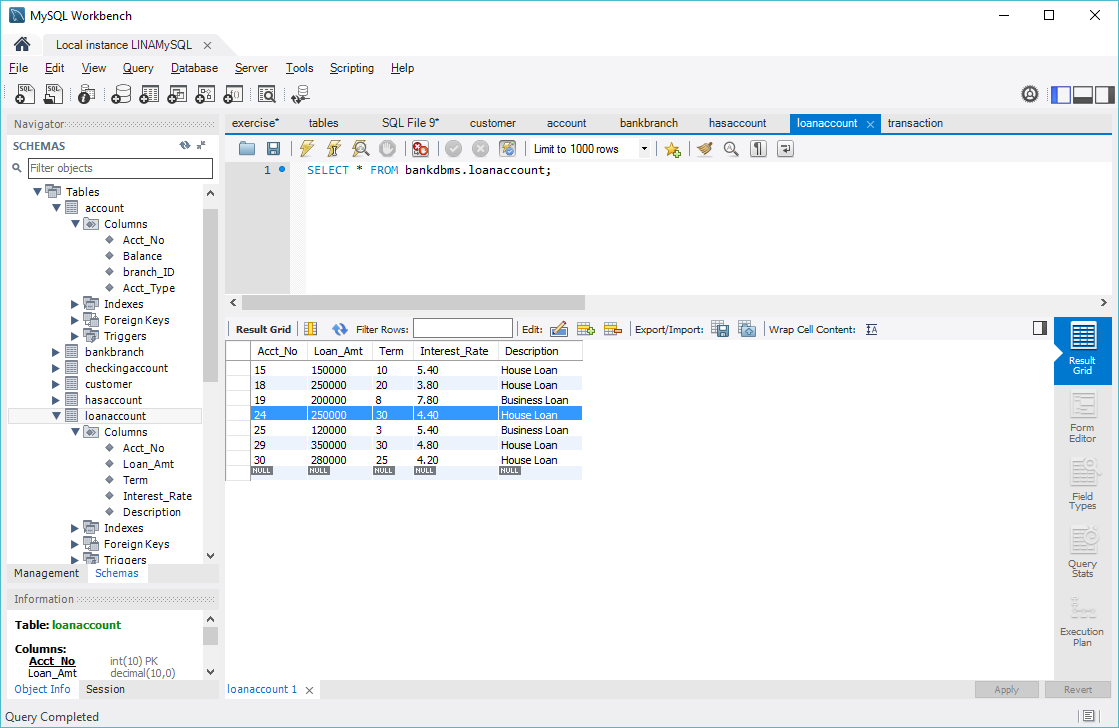 MySQL Workbench
Local instance LINAMySQL
File Edit View Query Database Server Tools Scripting Help
Navigator
SCHEMAS
Filter objects
Tables
account
Columns
Acct_No
Balance
branch_ID
Acct_Type
Indexes
Foreign Keys
Triggers
bankbranch
checkingaccount
customer
hasaccount
loanaccount
Columns
Acct_No
Loan_Amt
Term
Interest_Rate
Description
Indexes
Foreign Keys
Triggers
Management Schemas
Information
Table: loanaccount
Columns:
Acct_No int(10) PK
Loan_Amt decimal(10,0)
Object Info Session
exercise* tables SQL File 9* customer account bankbranch hasaccount loanaccount transaction
Limit to 1000 rows
1 SELECT * FROM bankdbms.loanaccount;
Result Grid Filter Rows: Edit: Export/Import: Wrap Cell Content: IA
Acct_No Loan_Amt Term Interest_Rate Description
15 150000 10 5.40 House Loan
18 250000 20 3.80 House Loan
19 200000 8 7.80 Business Loan
24 250000 30 4.40 House Loan
25 120000 3 5.40 Business Loan
29 350000 30 4.80 House Loan
30 280000 25 4.20 House Loan
NULL NULL NULL NULL NULL
Result
Grid
Form
Editor
Field
Types
Query
Stats
Execution
Plan
loanaccount 1
Apply Revert
Query Completed